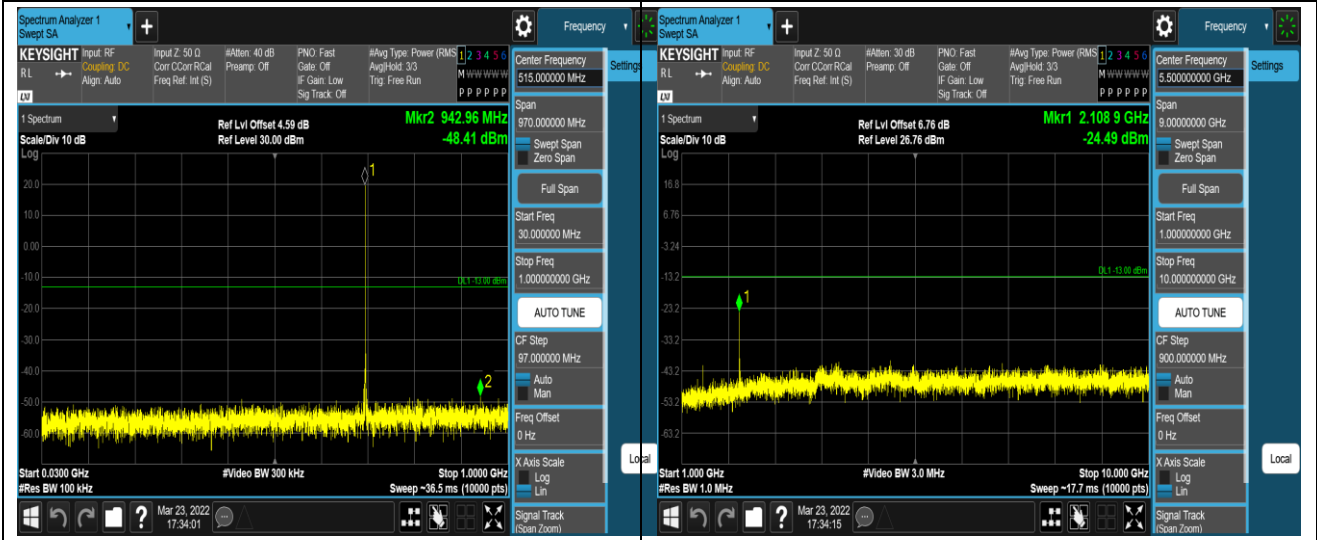 Spectrum Analyzer 1
Swept SA
+
Frequency
KEYSIGHT
RL
LXI
Input: RF
Coupling: DC
Align: Auto
Input Z: 50 Ω
Corr CCorr RCal
Freq Ref: Int (S)
#Atten: 40 dB
Preamp: Off
PNO: Fast
Gate: Off
IF Gain: Low
Sig Track: Off
#Avg Type: Power (RMS
Avg|Hold: 3/3
Trig: Free Run
1 2 3 4 5 6
M W W W W W
P P P P P P
Center Frequency
515.000000 MHz
Settings
1 Spectrum
Scale/Div 10 dB
Ref Lvl Offset 4.59 dB
Ref Level 30.00 dBm
Mkr2 942.96 MHz
-48.41 dBm
Log
20.0
10.0
0.00
-10.0
-20.0
-30.0
-40.0
-50.0
-60.0
1
DL1 -13.00 dBm
2
Start 0.0300 GHz
#Res BW 100 kHz
#Video BW 300 kHz
Stop 1.0000 GHz
Sweep ~36.5 ms (10000 pts)
Span
970.000000 MHz
Swept Span
Zero Span
Full Span
Start Freq
30.000000 MHz
Stop Freq
1.000000000 GHz
AUTO TUNE
CF Step
97.000000 MHz
Auto
Man
Freq Offset
0 Hz
X Axis Scale
Log
Lin
Local
Signal Track
(Span Zoom)
?
Mar 23, 2022
17:34:01
Spectrum Analyzer 1
Swept SA
+
Frequency
KEYSIGHT
RL
LXI
Input: RF
Coupling: DC
Align: Auto
Input Z: 50 Ω
Corr CCorr RCal
Freq Ref: Int (S)
#Atten: 30 dB
Preamp: Off
PNO: Fast
Gate: Off
IF Gain: Low
Sig Track: Off
#Avg Type: Power (RMS
Avg|Hold: 3/3
Trig: Free Run
1 2 3 4 5 6
M W W W W W
P P P P P P
Center Frequency
5.500000000 GHz
Settings
1 Spectrum
Scale/Div 10 dB
Ref Lvl Offset 6.76 dB
Ref Level 26.76 dBm
Mkr1 2.108 9 GHz
-24.49 dBm
Log
16.8
6.76
-3.24
-13.2
-23.2
-33.2
-43.2
-53.2
-63.2
1
DL1 -13.00 dBm
Start 1.000 GHz
#Res BW 1.0 MHz
#Video BW 3.0 MHz
Stop 10.000 GHz
Sweep ~17.7 ms (10000 pts)
Span
9.00000000 GHz
Swept Span
Zero Span
Full Span
Start Freq
1.000000000 GHz
Stop Freq
10.000000000 GHz
AUTO TUNE
CF Step
900.000000 MHz
Auto
Man
Freq Offset
0 Hz
X Axis Scale
Log
Lin
Local
Signal Track
(Span Zoom)
?
Mar 23, 2022
17:34:15